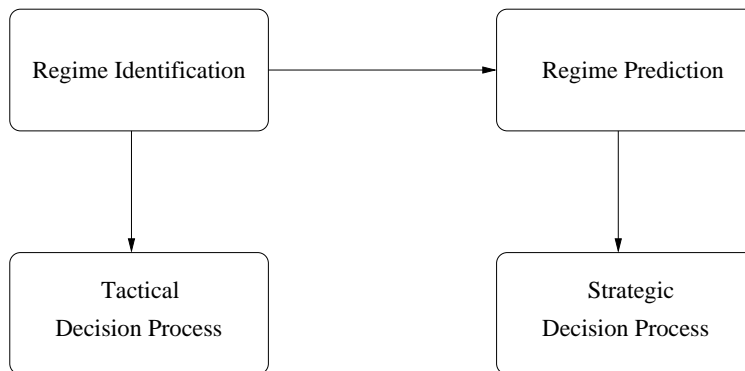 Regime Identification
Regime Prediction
Tactical
Decision Process
Strategic
Decision Process